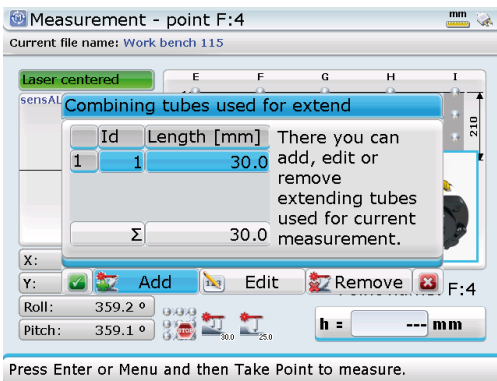 Measurement - point F:4
mm
Current file name: Work bench 115
Laser centered
E F G H I
sensAL
210
Combining tubes used for extend
Id Length [mm]
1 1 30.0
Σ 30.0
There you can
add, edit or
remove
extending tubes
used for current
measurement.
X:
Y:
Add Edit Remove
F:4
Roll: 359.2 º
Pitch: 359.1 º
STOP
30.0 25.0
h = --- mm
Press Enter or Menu and then Take Point to measure.